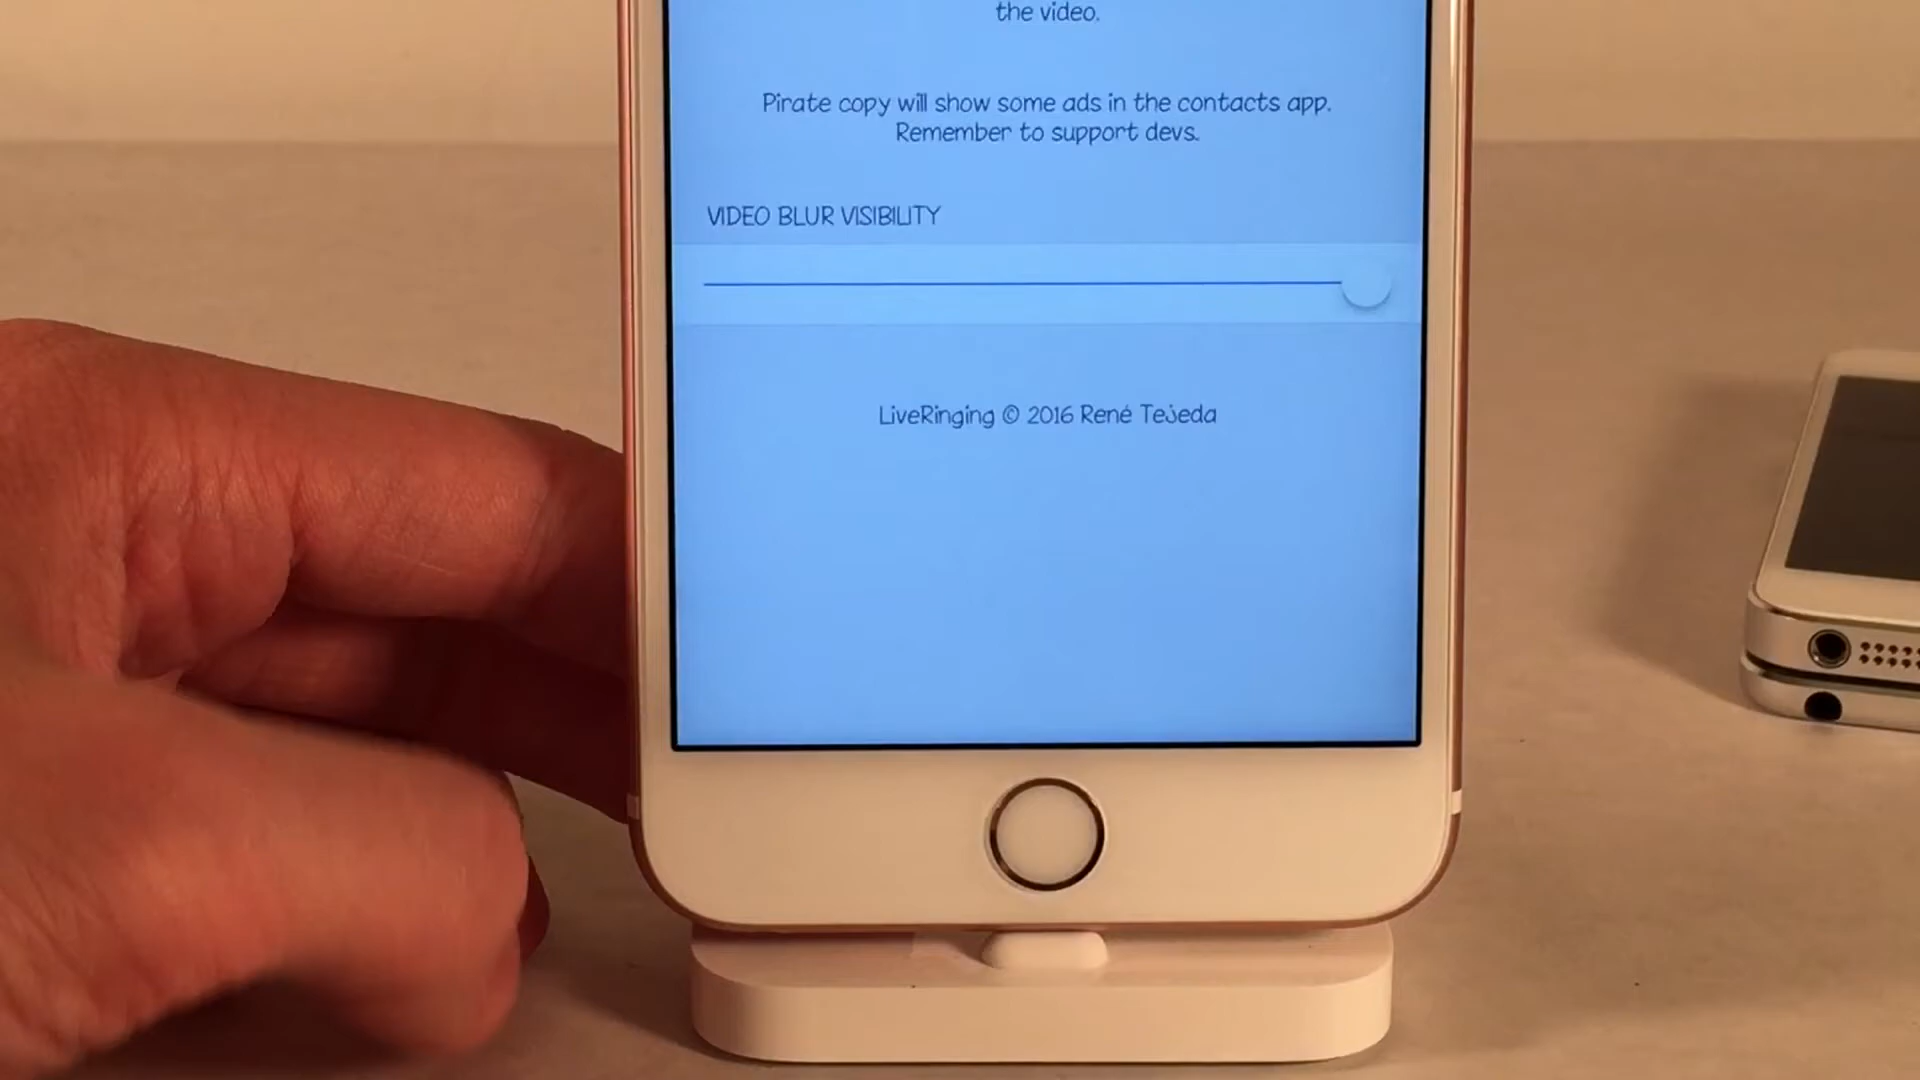 the video.
Pirate copy will show some ads in the contacts app.
Remember to support devs.
VIDEO BLUR VISIBILITY
LiveRinging © 2016 René Tejeda